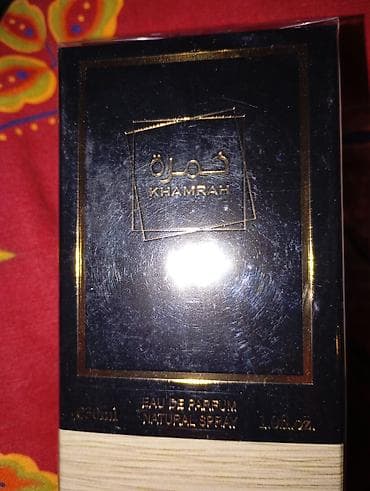 خمرة
KHAMRAH
EAU DE PARFUM
NATURAL SPRAY